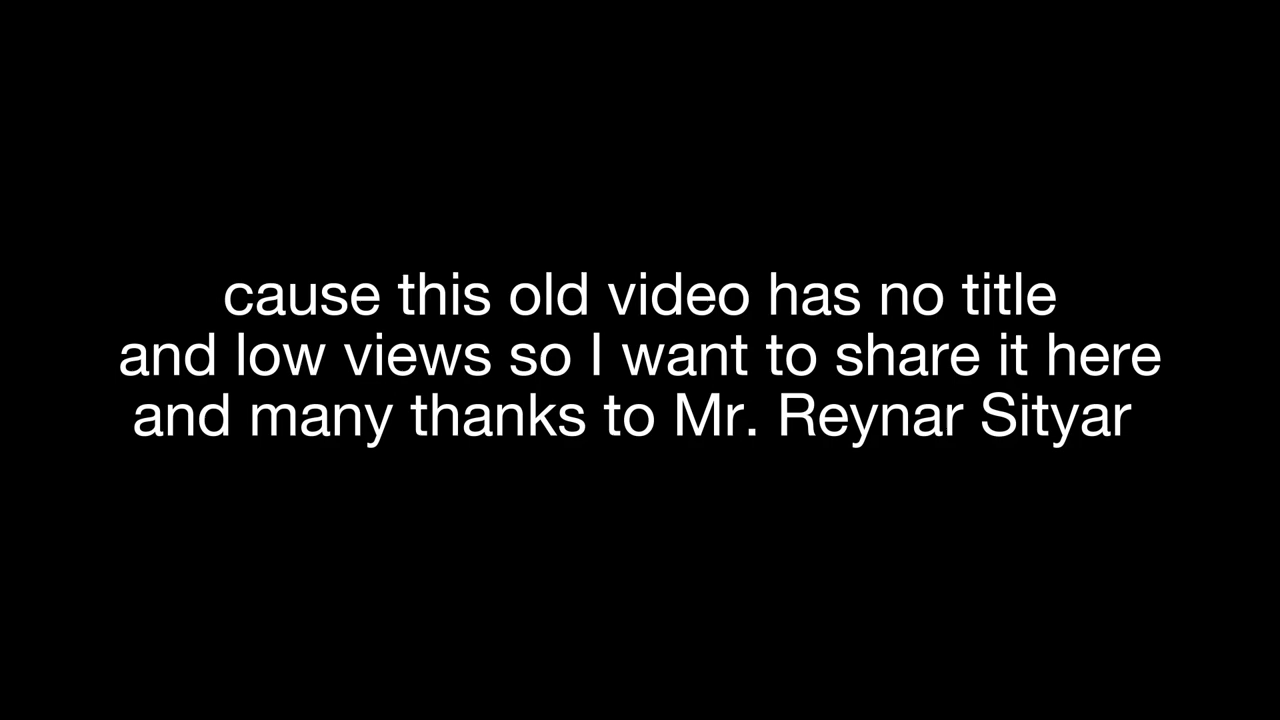 cause this old video has no title
and low views so I want to share it here
and many thanks to Mr. Reynar Sityar